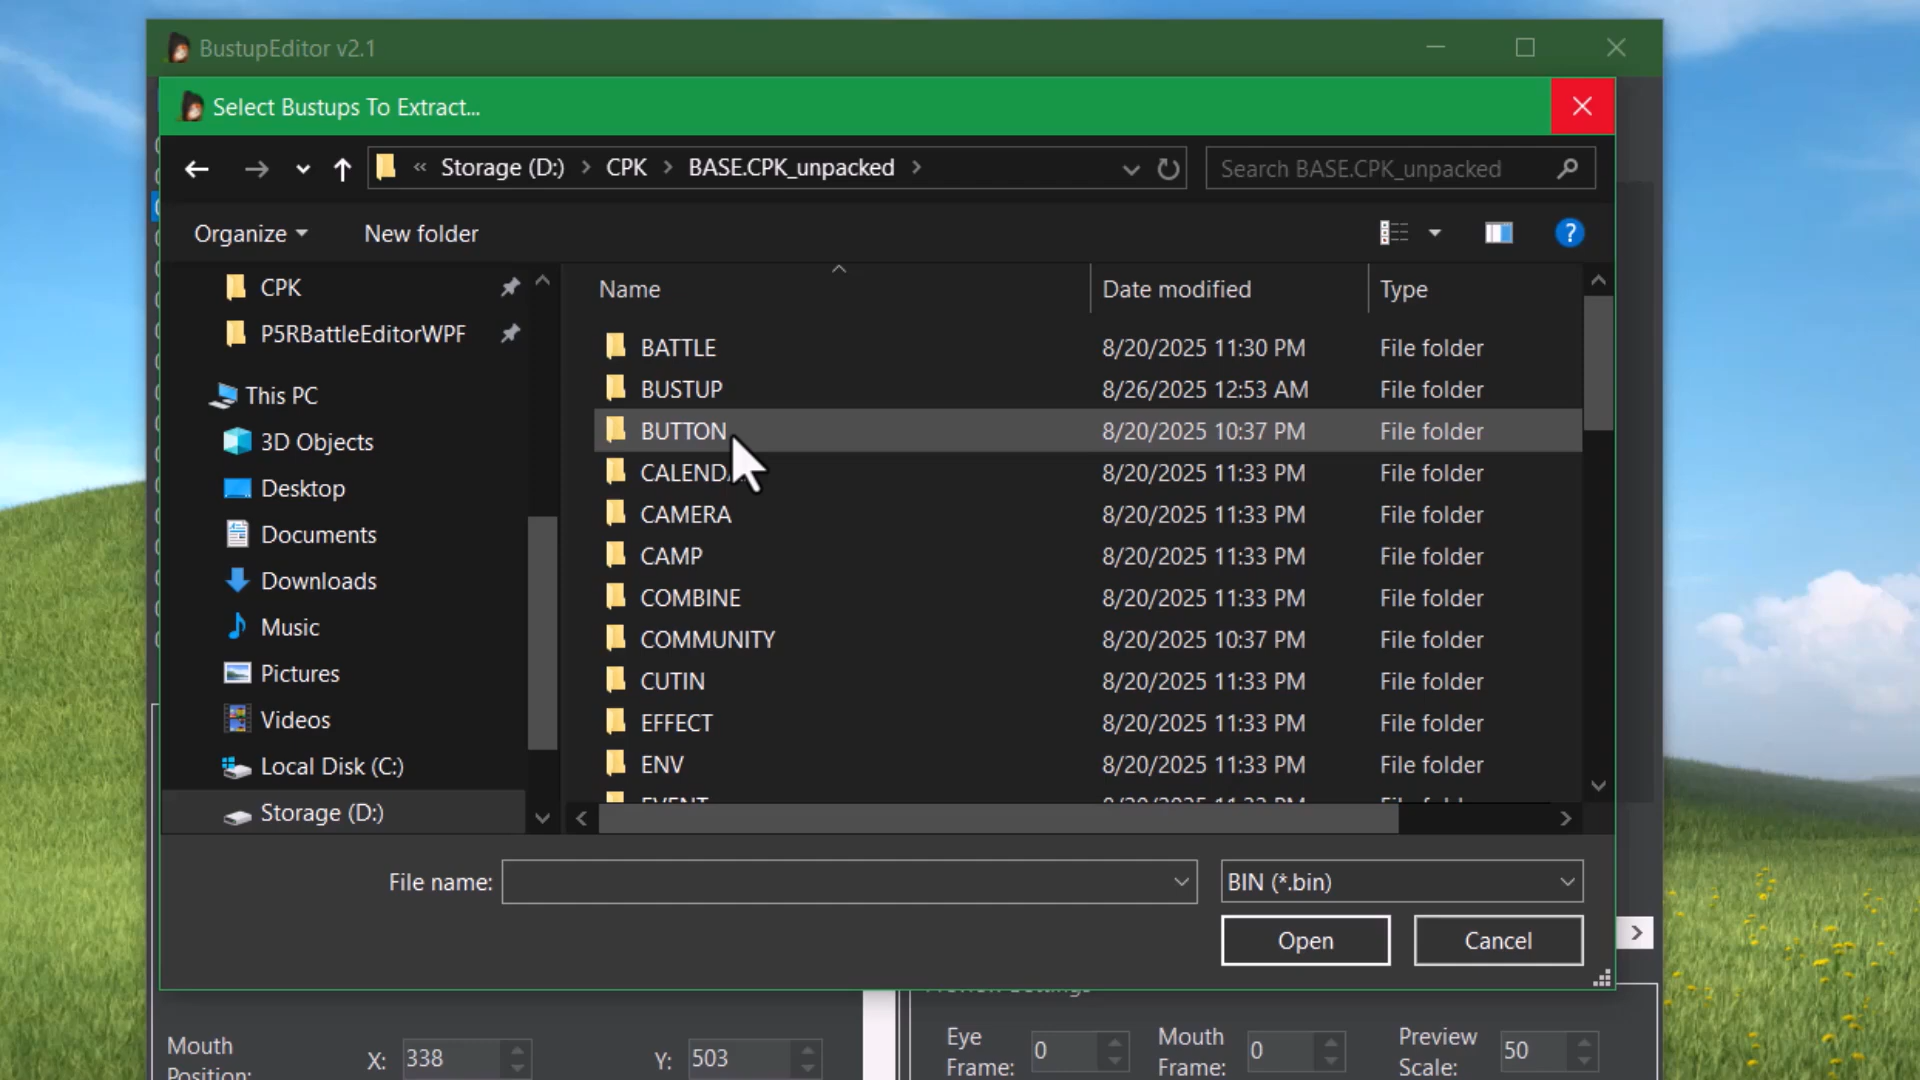 BustupEditor v2.1
Select Bustups To Extract...
« Storage (D:) > CPK > BASE.CPK_unpacked >
Search BASE.CPK_unpacked
Organize
New folder
?
CPK
P5RBattleEditorWPF
This PC
3D Objects
Desktop
Documents
Downloads
Music
Pictures
Videos
Local Disk (C:)
Storage (D:)
Name Date modified Type
BATTLE 8/20/2025 11:30 PM File folder
BUSTUP 8/26/2025 12:53 AM File folder
BUTTON 8/20/2025 10:37 PM File folder
CALEND 8/20/2025 11:33 PM File folder
CAMERA 8/20/2025 11:33 PM File folder
CAMP 8/20/2025 11:33 PM File folder
COMBINE 8/20/2025 11:33 PM File folder
COMMUNITY 8/20/2025 10:37 PM File folder
CUTIN 8/20/2025 11:33 PM File folder
EFFECT 8/20/2025 11:33 PM File folder
ENV 8/20/2025 11:33 PM File folder
File name:
BIN (*.bin)
Open
Cancel
Mouth
Position:
X: 338
Y: 503
Eye
Frame:
0
Mouth
Frame:
0
Preview
Scale:
50